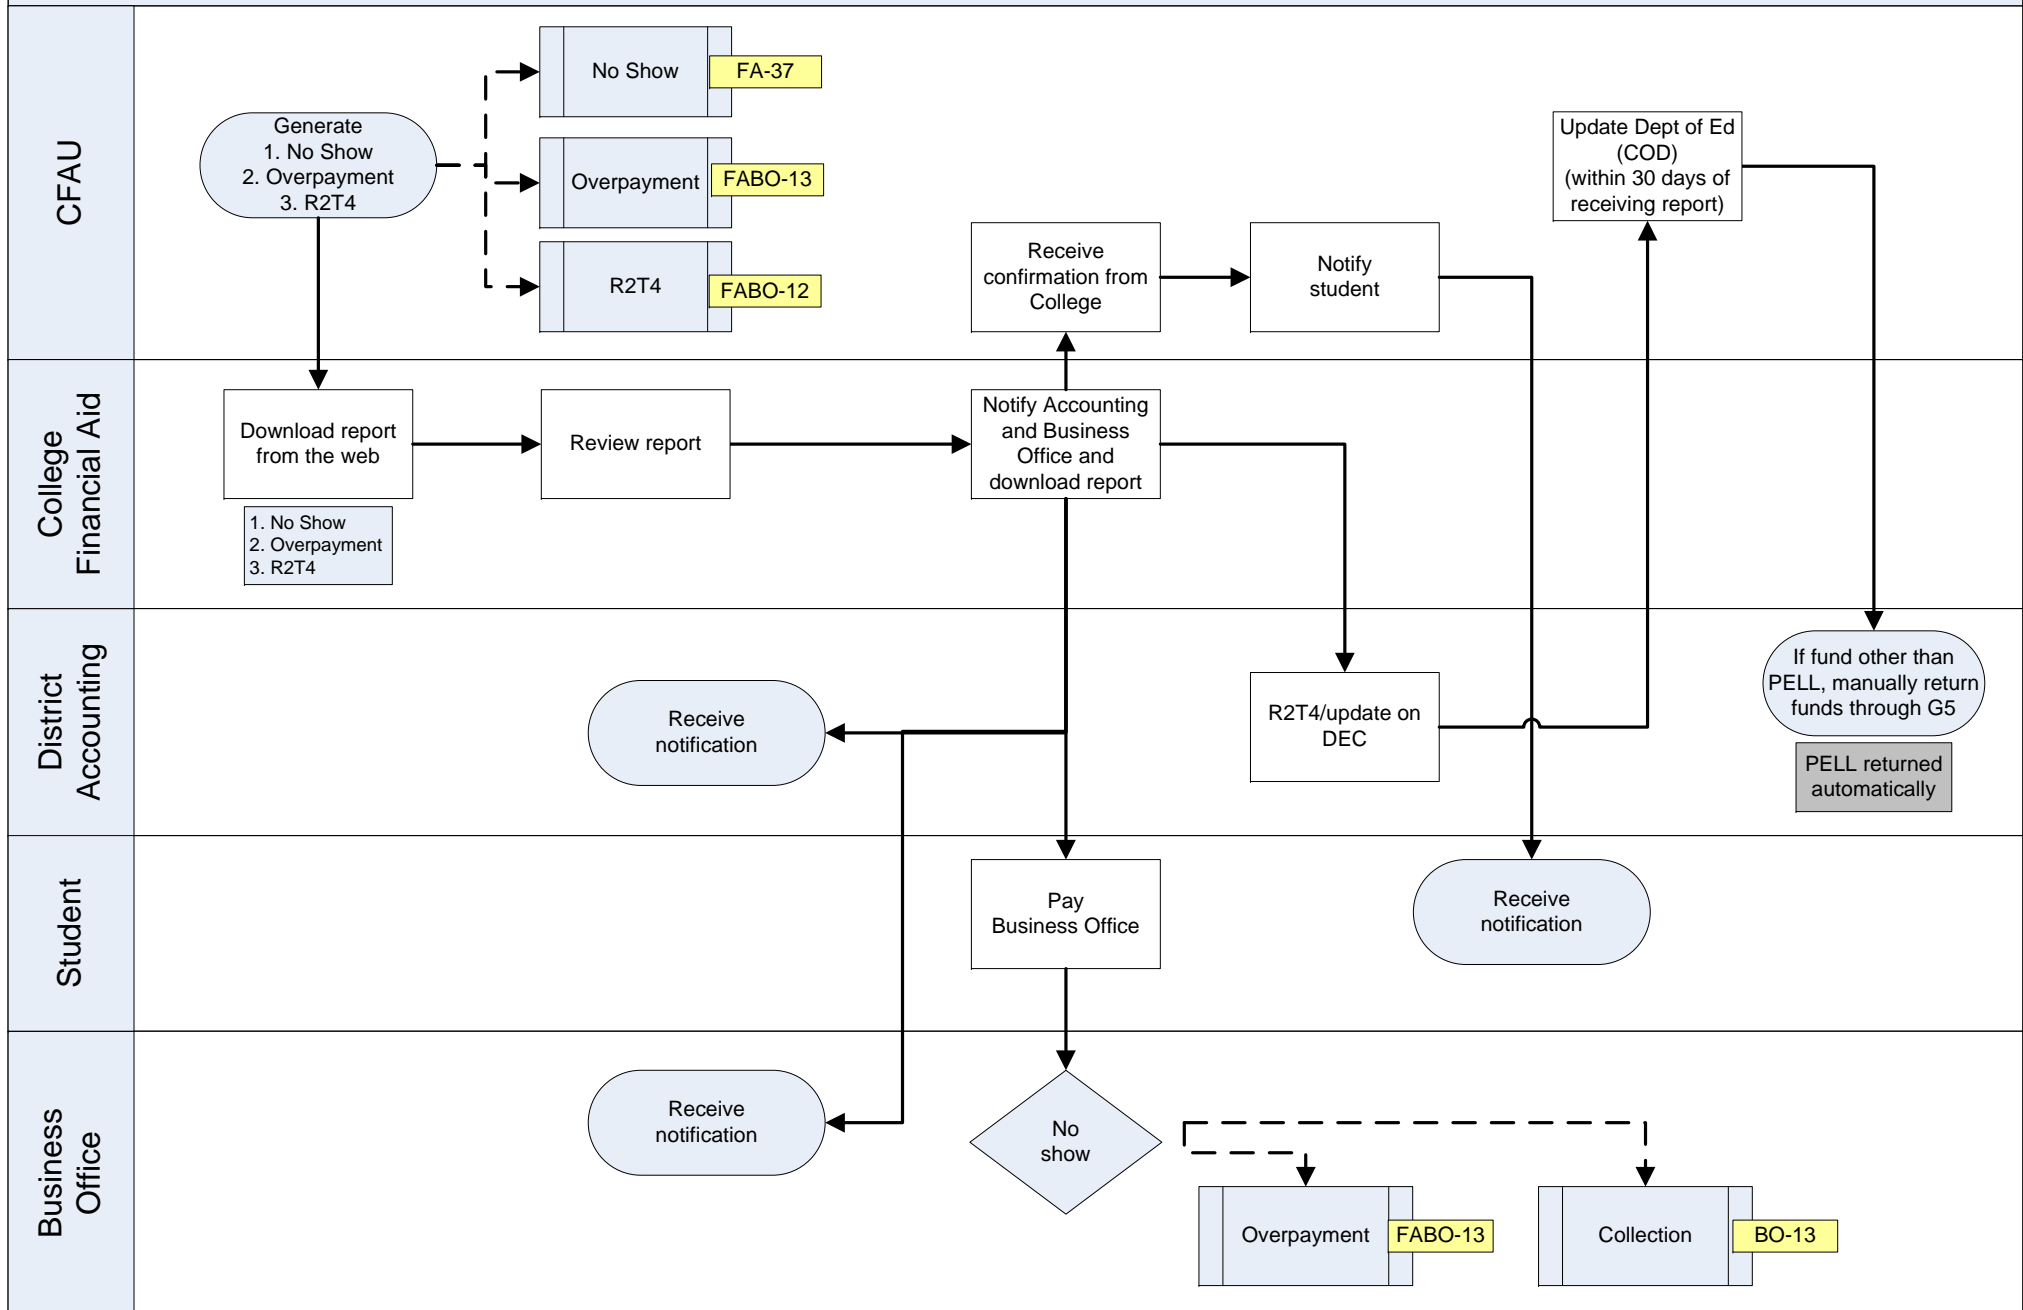 CFAU
Generate
1. No Show
2. Overpayment
3. R2T4
No Show
FA-37
Overpayment
FABO-13
R2T4
FABO-12
Receive
confirmation from
College
Notify
student
Update Dept of Ed
(COD)
(within 30 days of
receiving report)
College
Financial Aid
Download report
from the web
1. No Show
2. Overpayment
3. R2T4
Review report
Notify Accounting
and Business
Office and
download report
District
Accounting
Receive
notification
R2T4/update on
DEC
If fund other than
PELL, manually return
funds through G5
PELL returned
automatically
Student
Pay
Business Office
Receive
notification
Business
Office
Receive
notification
No
show
Overpayment
FABO-13
Collection
BO-13